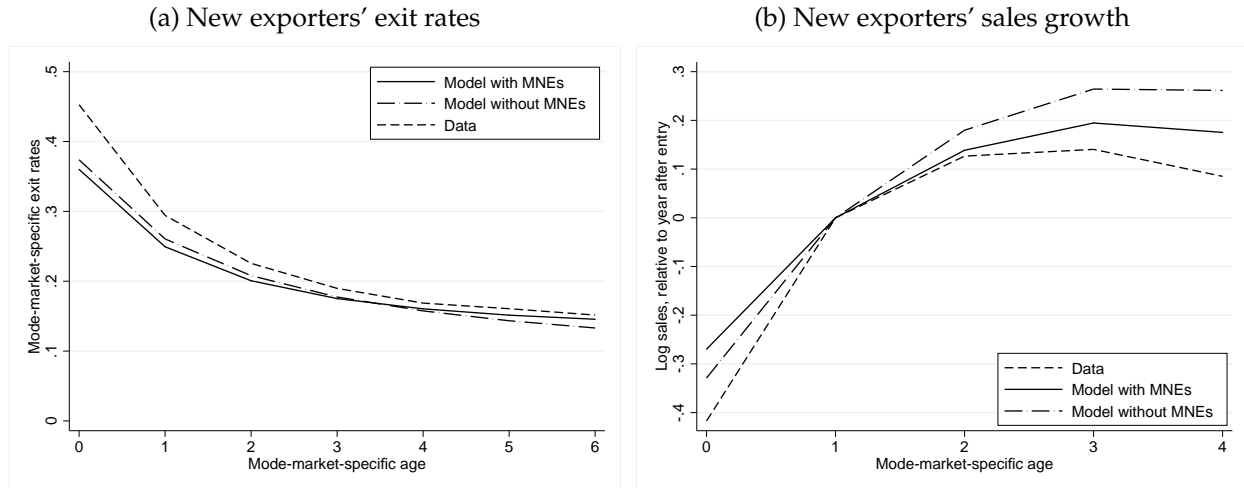 (a) New exporters’ exit rates
Mode-market-specific exit rates
.5
.4
.3
.2
.1
0
Model with MNEs
Model without MNEs
Data
0 1 2 3 4 5 6
Mode-market-specific age
(b) New exporters’ sales growth
Log sales, relative to year after entry
.3
.2
.1
0
-.1
-.2
-.3
-.4
Data
Model with MNEs
Model without MNEs
0 1 2 3 4
Mode-market-specific age